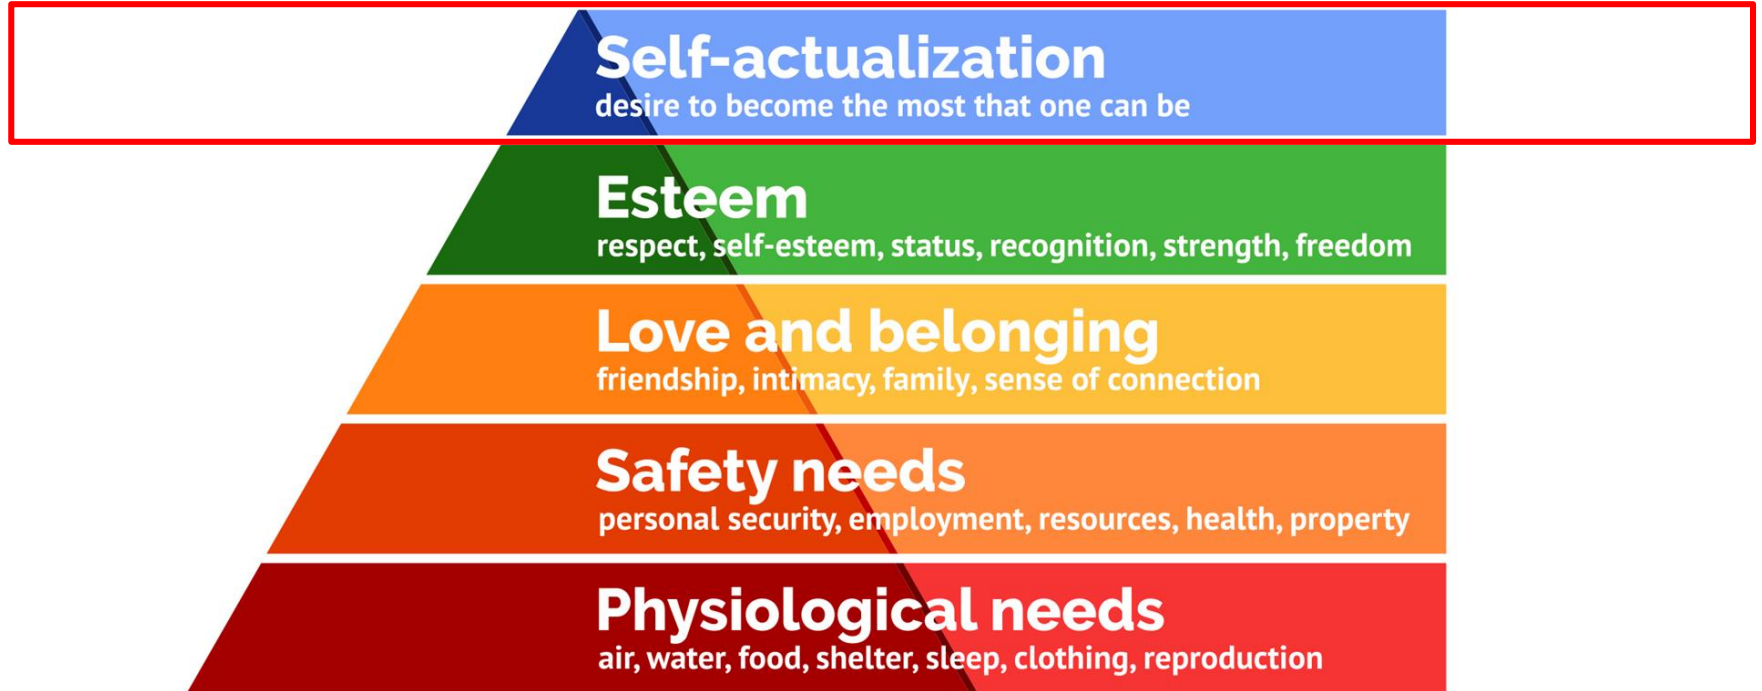 Self-actualization
desire to become the most that one can be
Esteem
respect, self-esteem, status, recognition, strength, freedom
Love and belonging
friendship, intimacy, family, sense of connection
Safety needs
personal security, employment, resources, health, property
Physiological needs
air, water, food, shelter, sleep, clothing, reproduction